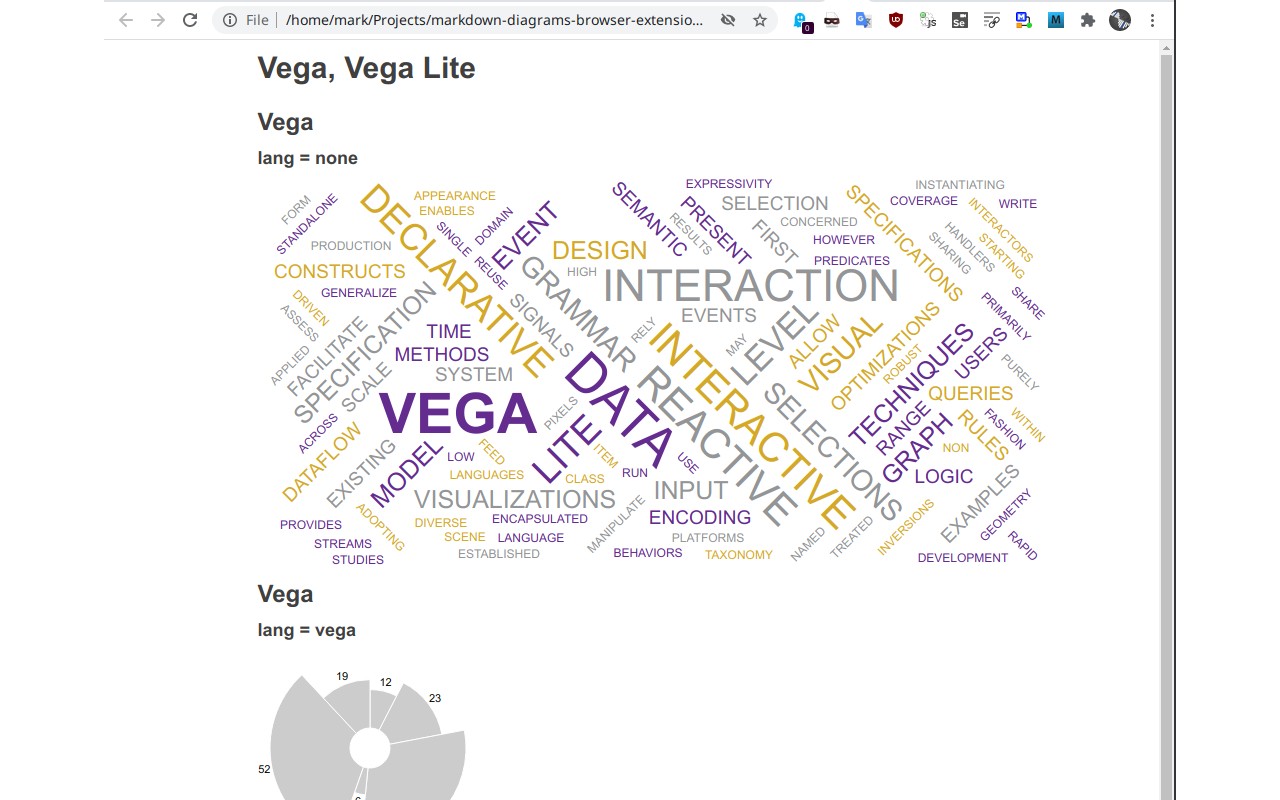 File /home/mark/Projects/markdown-diagrams-browser-extensio...
0
Vega, Vega Lite
Vega
lang = none
FORM
STANDALONE
PRODUCTION
CONSTRUCTS
GENERALIZE
DRIVEN
ASSESS
APPLIED
FACILITATE
SPECIFICATION
SCALE
DECLARATIVE
APPEARANCE
ENABLES
SINGLE
DOMAIN
REUSE
EVENT
GRAMMAR
SIGNALS
DESIGN
HIGH
SEMANTIC
EXPRESSIVITY
PRESENT
RESULTS
SELECTION
FIRST
CONCERNED
HOWEVER
PREDICATES
INTERACTION
EVENTS
SPECIFICATIONS
INSTANTIATING
COVERAGE
WRITE
INTERACTORS
HANDLERS
SHARING
STARTING
SHARE
PRIMARILY
TIME
METHODS
SYSTEM
VEGA
DATA
RELY
INTERACTIVE
MAY
LEVEL
ALLOW
VISUAL
OPTIMIZATIONS
ROBUST
TECHNIQUES
USERS
PURELY
QUERIES
ACROSS
DATAFLOW
EXISTING
MODEL
LOW
FEED
LANGUAGES
PIXELS
LITE
ITEM
CLASS
RUN
USE
REACTIVE
SELECTIONS
RANGE
GRAPH
NON
RULES
FASHION
WITHIN
LOGIC
VISUALIZATIONS
INPUT
ENCODING
EXAMPLES
PROVIDES
STREAMS
STUDIES
ADOPTING
DIVERSE
SCENE
ESTABLISHED
ENCAPSULATED
LANGUAGE
MANIPULATE
BEHAVIORS
PLATFORMS
TAXONOMY
NAMED
TREATED
INVERSIONS
DEVELOPMENT
GEOMETRY
RAPID
Vega
lang = vega
19
12
23
52